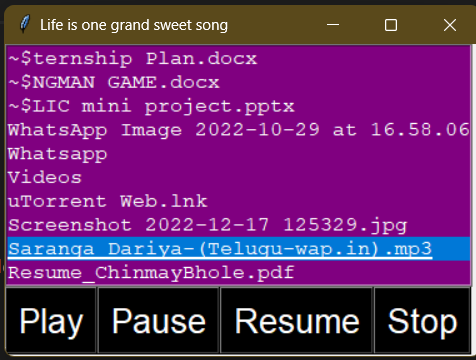 Life is one grand sweet song
~$ternship Plan.docx
~$NGMAN GAME.docx
~$LIC mini project.pptx
WhatsApp Image 2022-10-29 at 16.58.06
Whatsapp
Videos
uTorrent Web.lnk
Screenshot 2022-12-17 125329.jpg
Saranga Dariya-(Telugu-wap.in).mp3
Resume_ChinmayBhole.pdf
Play Pause Resume Stop